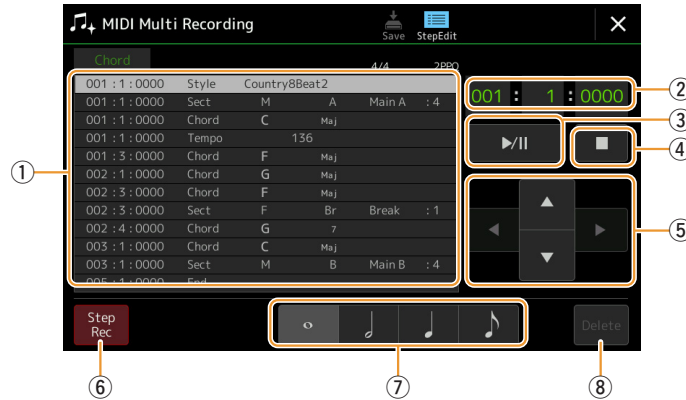 MIDI Multi Recording
Save
StepEdit
Chord
4/4 2PPQ
001 : 1 : 0000 Style Country8Beat2
001 : 1 : 0000 Sect M A Main A : 4
001 : 1 : 0000 Chord C Maj
001 : 1 : 0000 Tempo 136
001 : 3 : 0000 Chord F Maj
002 : 1 : 0000 Chord G Maj
002 : 3 : 0000 Chord F Maj
002 : 3 : 0000 Sect F Br Break : 1
002 : 4 : 0000 Chord G 7
003 : 1 : 0000 Chord C Maj
003 : 1 : 0000 Sect M B Main B : 4
005 : 1 : 0000 End
001 : 1 : 0000
Step
Rec
Delete
①
②
③
④
⑤
⑥
⑦
⑧